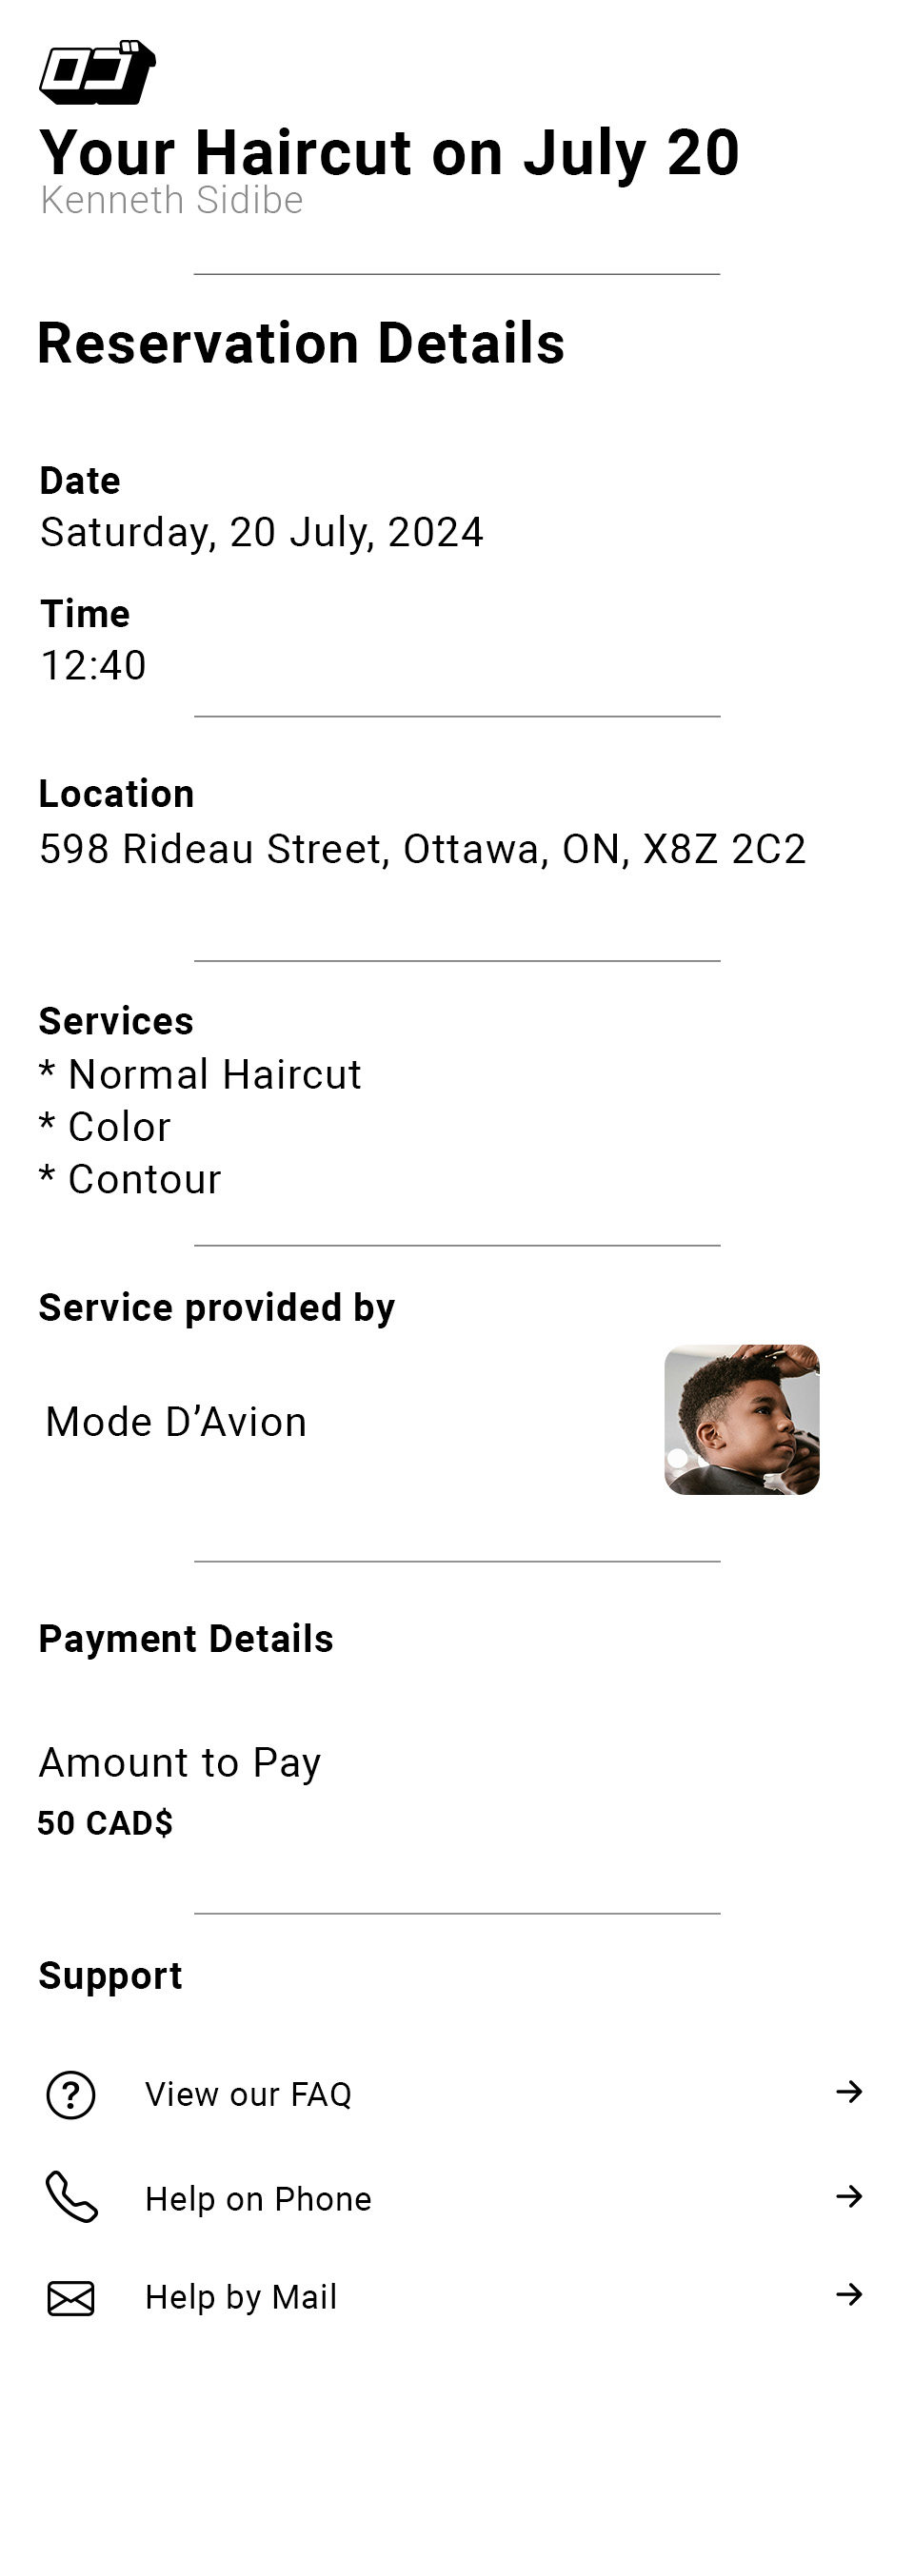 Your Haircut on July 20
Kenneth Sidibe
Reservation Details
Date
Saturday, 20 July, 2024
Time
12:40
Location
598 Rideau Street, Ottawa, ON, X8Z 2C2
Services
* Normal Haircut
* Color
* Contour
Service provided by
Mode D’Avion
Payment Details
Amount to Pay
50 CAD$
Support
View our FAQ
Help on Phone
Help by Mail